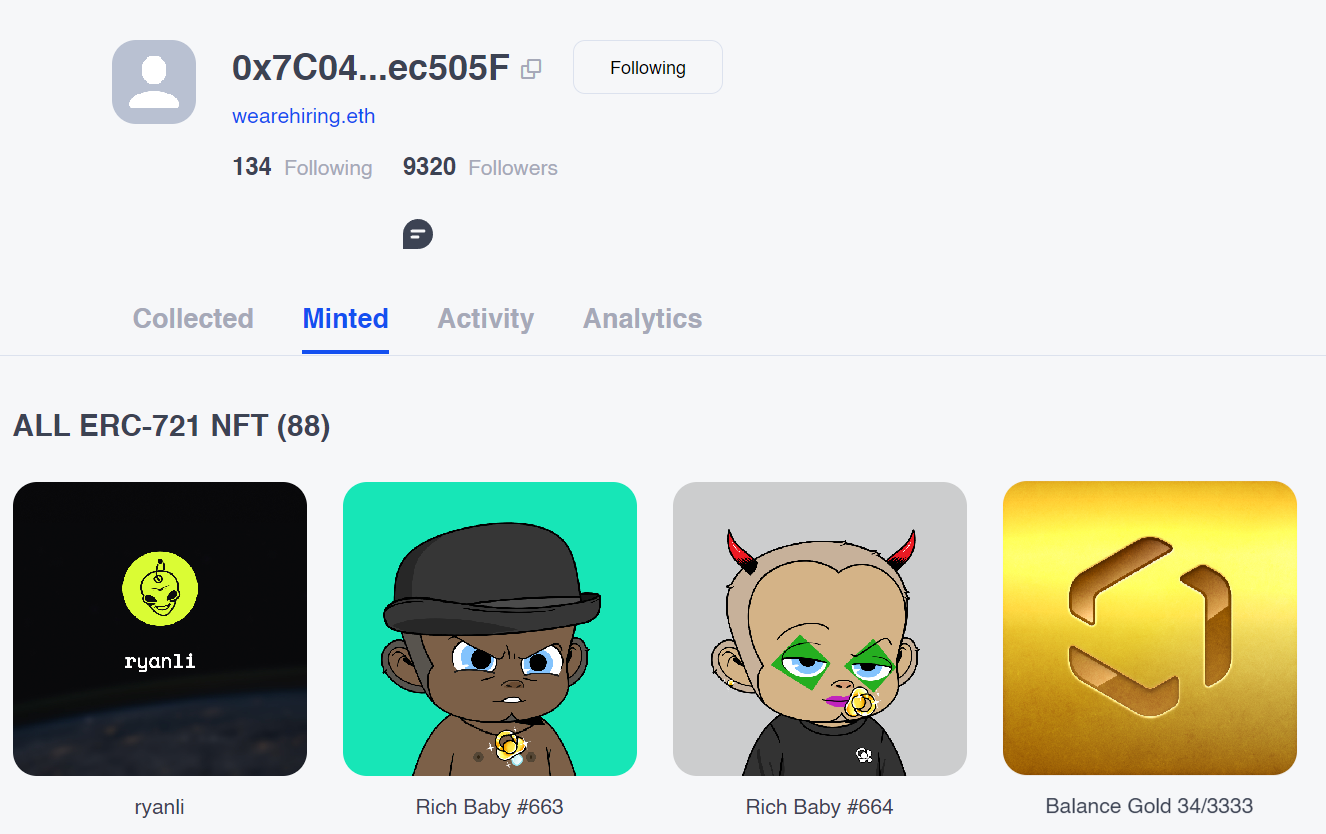 0x7C04...ec505F
Following
wearehiring.eth
134 Following 9320 Followers
Collected Minted Activity Analytics
ALL ERC-721 NFT (88)
ryanli
ryanli
Rich Baby #663
Rich Baby #664
Balance Gold 34/3333